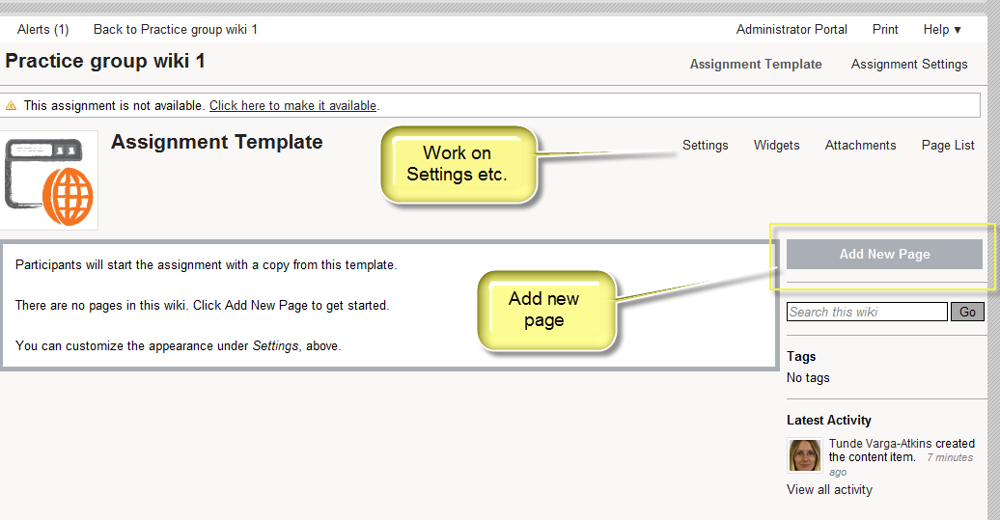 Alerts (1) Back to Practice group wiki 1 Administrator Portal Print Help ▼
Practice group wiki 1 Assignment Template Assignment Settings
This assignment is not available. Click here to make it available.
Assignment Template
Work on
Settings etc.
Settings Widgets Attachments Page List
Participants will start the assignment with a copy from this template.
There are no pages in this wiki. Click Add New Page to get started.
You can customize the appearance under Settings, above.
Add new
page
Add New Page
Search this wiki Go
Tags
No tags
Latest Activity
Tunde Varga-Atkins created
the content item. 7 minutes
ago
View all activity